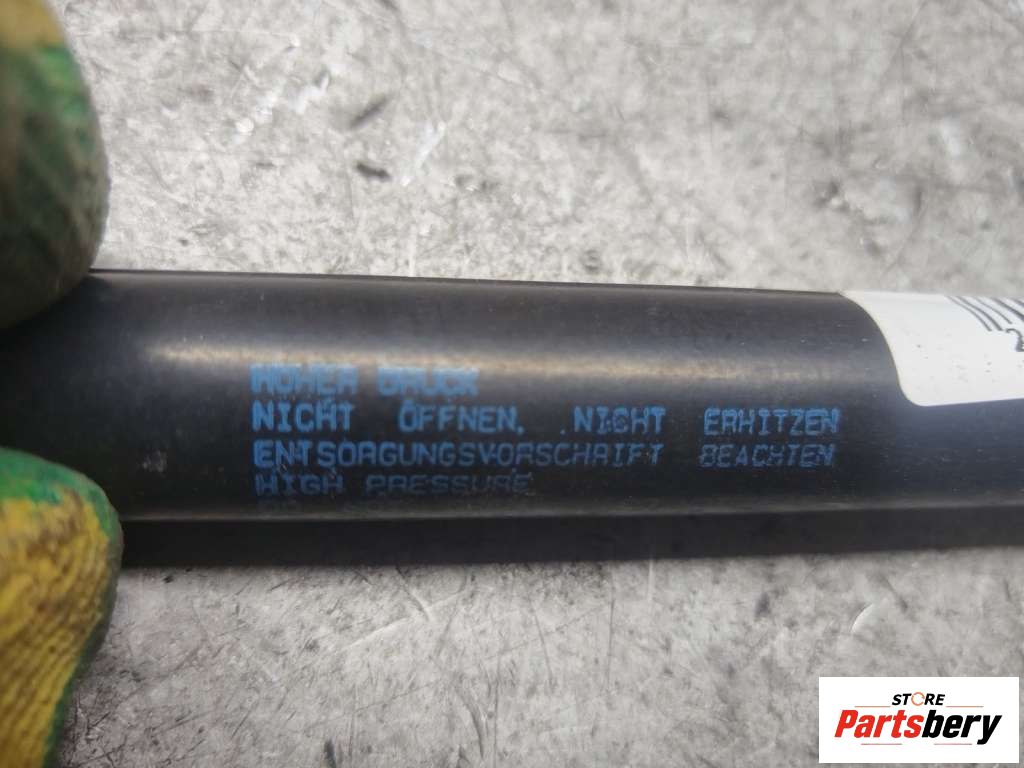 HOHER DRUCK
NICHT ÖFFNEN, NICHT ERHITZEN
ENTSORGUNGSVORSCHRIFT BEACHTEN
HIGH PRESSURE
STORE
Partsbery